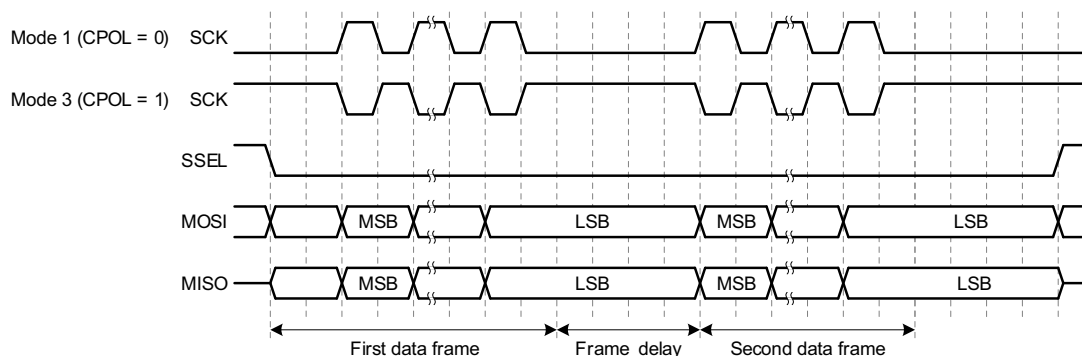 Mode 1 (CPOL = 0) SCK
Mode 3 (CPOL = 1) SCK
SSEL
MOSI MSB LSB MSB LSB
MISO MSB LSB MSB LSB
First data frame Frame delay Second data frame